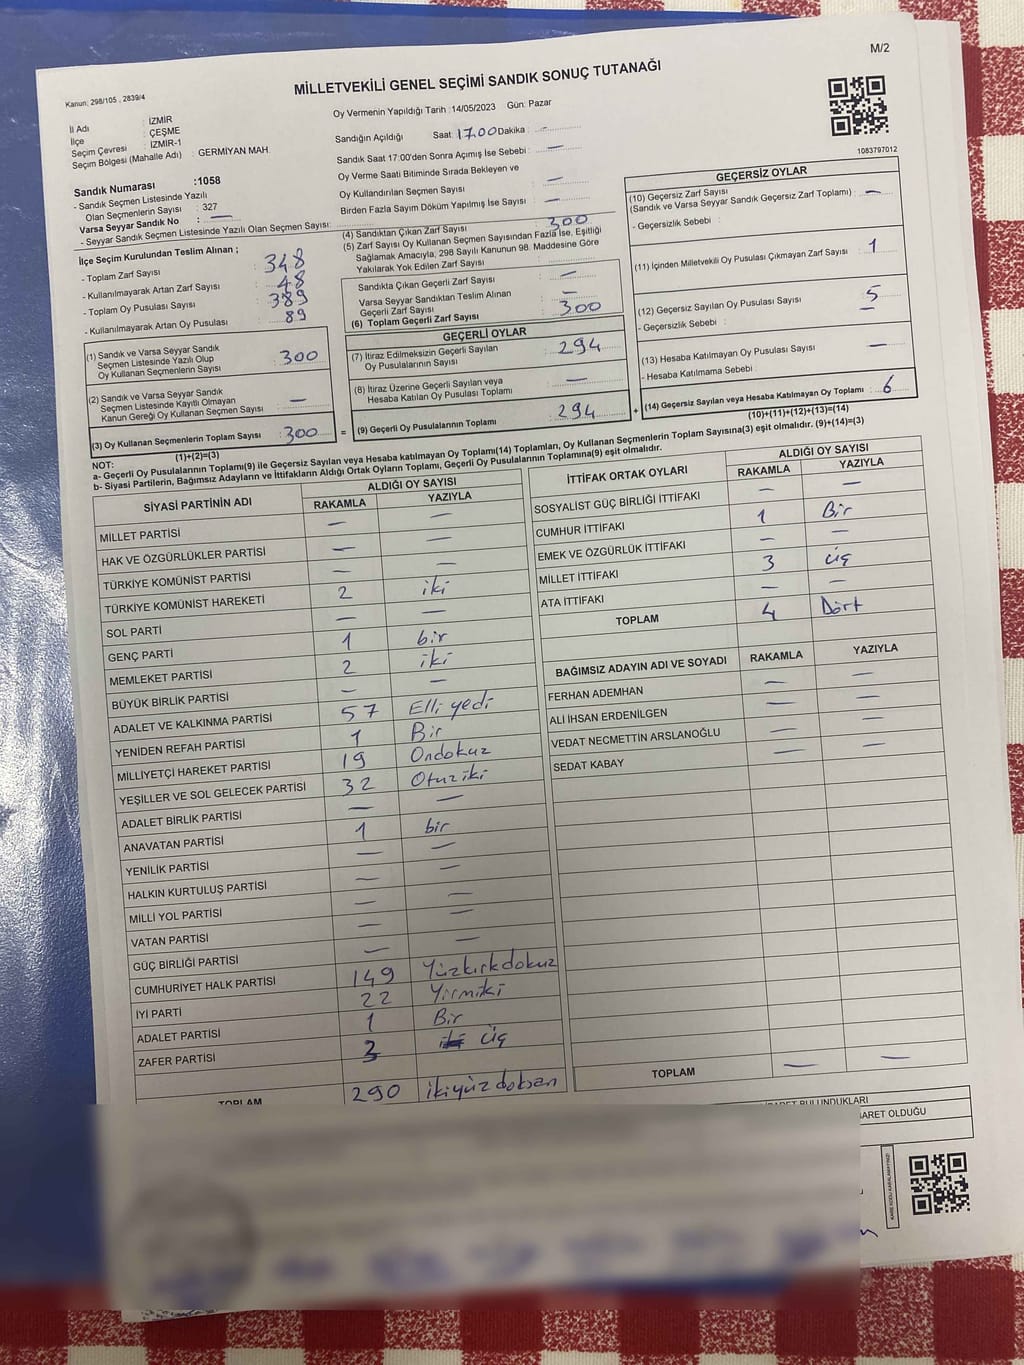 M/2
Kanun; 298/105 , 2839/4
MİLLETVEKİLİ GENEL SEÇİMİ SANDIK SONUÇ TUTANAĞI
İl Adı : İZMİR
İlçe : ÇEŞME
Seçim Çevresi : İZMİR-1
Seçim Bölgesi (Mahalle Adı) : GERMİYAN MAH.
Oy Vermenin Yapıldığı Tarih : 14/05/2023 Gün: Pazar
Sandığın Açıldığı Saat 17.00 Dakika : —
Sandık Saat 17:00'den Sonra Açımış İse Sebebi : —
Oy Verme Saati Bitiminde Sırada Bekleyen ve
Oy Kullandırılan Seçmen Sayısı : —
Birden Fazla Sayım Döküm Yapılmış İse Sayısı : —
1083797012
Sandık Numarası :1058
- Sandık Seçmen Listesinde Yazılı
Olan Seçmenlerin Sayısı : 327
Varsa Seyyar Sandık No : —
- Seyyar Sandık Seçmen Listesinde Yazılı Olan Seçmen Sayısı:
İlçe Seçim Kurulundan Teslim Alınan ;
- Toplam Zarf Sayısı : 348
- Kullanılmayarak Artan Zarf Sayısı : 48
- Toplam Oy Pusulası Sayısı : 389
- Kullanılmayarak Artan Oy Pusulası : 89
(1) Sandık ve Varsa Seyyar Sandık
Seçmen Listesinde Yazılı Olup
Oy Kullanan Seçmenlerin Sayısı : 300
(2) Sandık ve Varsa Seyyar Sandık
Seçmen Listesinde Kayıtlı Olmayan
Kanun Gereği Oy Kullanan Seçmen Sayısı : —
(3) Oy Kullanan Seçmenlerin Toplam Sayısı : 300
(1)+(2)=(3)
(4) Sandıktan Çıkan Zarf Sayısı : 300
(5) Zarf Sayısı Oy Kullanan Seçmen Sayısından Fazla İse, Eşitliği
Sağlamak Amacıyla, 298 Sayılı Kanunun 98. Maddesine Göre
Yakılarak Yok Edilen Zarf Sayısı :
Sandıkta Çıkan Geçerli Zarf Sayısı : —
Varsa Seyyar Sandıktan Teslim Alınan
Geçerli Zarf Sayısı : —
(6) Toplam Geçerli Zarf Sayısı : 300
GEÇERLİ OYLAR
(7) İtiraz Edilmeksizin Geçerli Sayılan
Oy Pusulalarının Sayısı : 294
(8) İtiraz Üzerine Geçerli Sayılan veya
Hesaba Katılan Oy Pusulası Toplamı : —
= (9) Geçerli Oy Pusulalarının Toplamı : 294 +
GEÇERSİZ OYLAR
(10) Geçersiz Zarf Sayısı
(Sandık ve Varsa Seyyar Sandık Geçersiz Zarf Toplamı) : —
- Geçersizlik Sebebi :
(11) İçinden Milletvekili Oy Pusulası Çıkmayan Zarf Sayısı : 1
(12) Geçersiz Sayılan Oy Pusulası Sayısı : 5
- Geçersizlik Sebebi : —
(13) Hesaba Katılmayan Oy Pusulası Sayısı : —
- Hesaba Katılmama Sebebi :
(14) Geçersiz Sayılan veya Hesaba Katılmayan Oy Toplamı : 6
(10)+(11)+(12)+(13)=(14)
NOT:
a- Geçerli Oy Pusulalarının Toplamı(9) ile Geçersiz Sayılan veya Hesaba katılmayan Oy Toplamı(14) Toplamları, Oy Kullanan Seçmenlerin Toplam Sayısına(3) eşit olmalıdır. (9)+(14)=(3)
b- Siyasi Partilerin, Bağımsız Adayların ve İttifakların Aldığı Ortak Oyların Toplamı, Geçerli Oy Pusulalarının Toplamına(9) eşit olmalıdır.
SİYASİ PARTİNİN ADI ALDIĞI OY SAYISI
RAKAMLA YAZIYLA
MİLLET PARTİSİ — —
HAK VE ÖZGÜRLÜKLER PARTİSİ — —
TÜRKİYE KOMÜNİST PARTİSİ — —
TÜRKİYE KOMÜNİST HAREKETİ 2 iki
SOL PARTİ — —
GENÇ PARTİ 1 bir
MEMLEKET PARTİSİ 2 iki
BÜYÜK BİRLİK PARTİSİ — —
ADALET VE KALKINMA PARTİSİ 57 Elli yedi
YENİDEN REFAH PARTİSİ 1 Bir
MİLLİYETÇİ HAREKET PARTİSİ 19 Ondokuz
YEŞİLLER VE SOL GELECEK PARTİSİ 32 Otuziki
ADALET BİRLİK PARTİSİ — —
ANAVATAN PARTİSİ 1 bir
YENİLİK PARTİSİ — —
HALKIN KURTULUŞ PARTİSİ — —
MİLLİ YOL PARTİSİ — —
VATAN PARTİSİ — —
GÜÇ BİRLİĞİ PARTİSİ — —
CUMHURİYET HALK PARTİSİ 149 Yüzkırkdokuz
İYİ PARTİ 22 Yirmiiki
ADALET PARTİSİ 1 Bir
ZAFER PARTİSİ 3 Üç
TOPLAM 290 ikiyüz doksan
İTTİFAK ORTAK OYLARI ALDIĞI OY SAYISI
RAKAMLA YAZIYLA
SOSYALİST GÜÇ BİRLİĞİ İTTİFAKI — —
CUMHUR İTTİFAKI 1 Bir
EMEK VE ÖZGÜRLÜK İTTİFAKI — —
MİLLET İTTİFAKI 3 üç
ATA İTTİFAKI — —
TOPLAM 4 Dört
BAĞIMSIZ ADAYIN ADI VE SOYADI RAKAMLA YAZIYLA
FERHAN ADEMHAN — —
ALİ İHSAN ERDENİLGEN — —
VEDAT NECMETTIN ARSLANOĞLU — —
SEDAT KABAY — —
TOPLAM — —
BULUNDUKLARI
ARET OLDUĞU